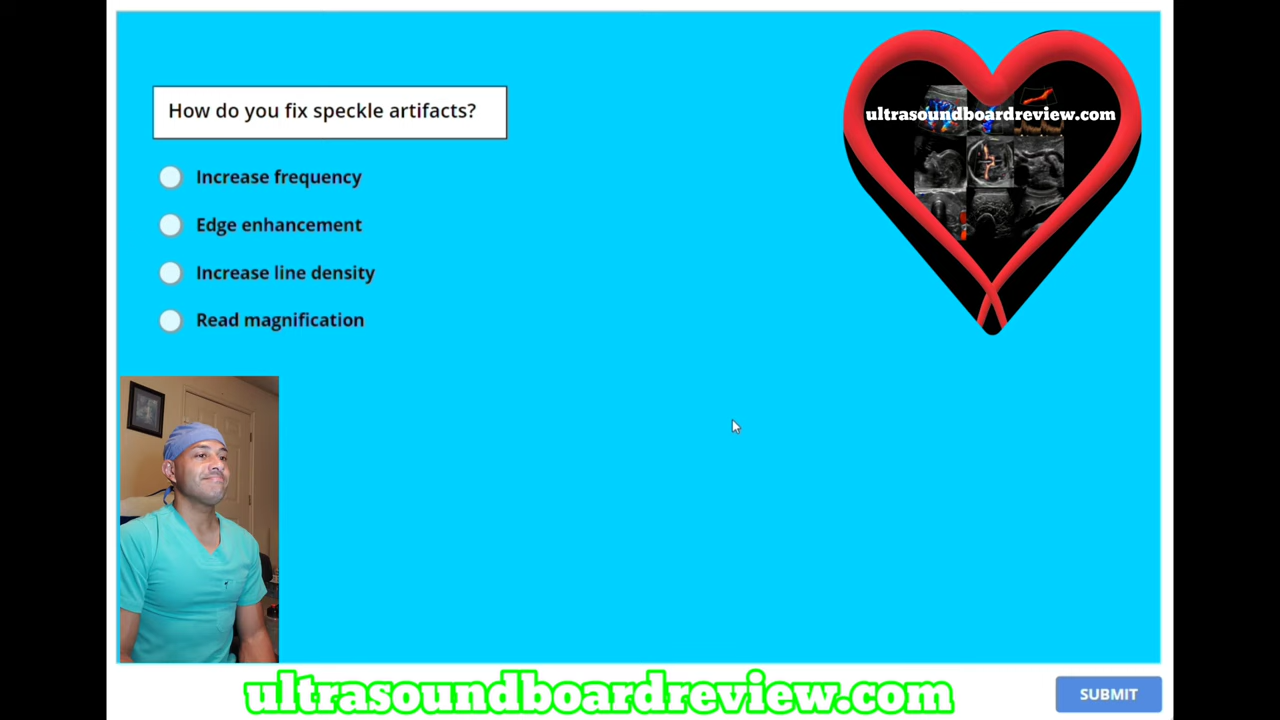 How do you fix speckle artifacts?
ultrasoundboardreview.com
Increase frequency
Edge enhancement
Increase line density
Read magnification
ultrasoundboardreview.com
SUBMIT